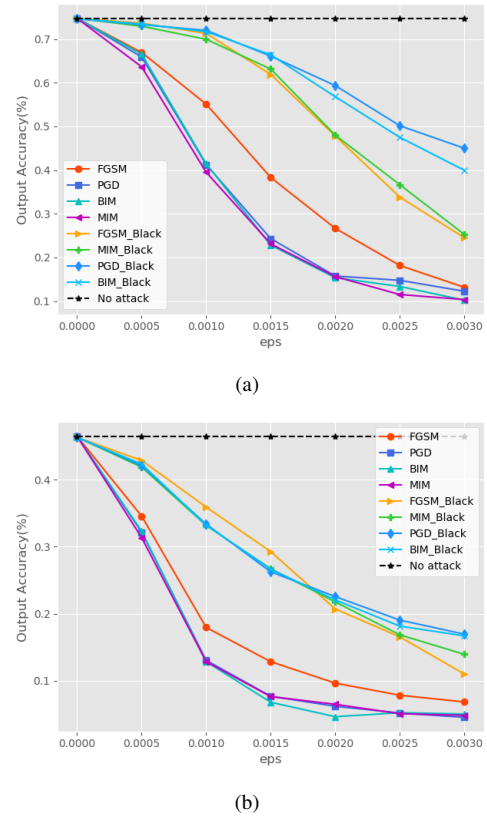 0.7
0.6
0.5
0.4
0.3
0.2
0.1
Output Accuracy(%)
FGSM
PGD
BIM
MIM
FGSM_Black
MIM_Black
PGD_Black
BIM_Black
No attack
0.0000 0.0005 0.0010 0.0015 0.0020 0.0025 0.0030
eps
(a)
0.4
0.3
0.2
0.1
Output Accuracy(%)
FGSM
PGD
BIM
MIM
FGSM_Black
MIM_Black
PGD_Black
BIM_Black
No attack
0.0000 0.0005 0.0010 0.0015 0.0020 0.0025 0.0030
eps
(b)